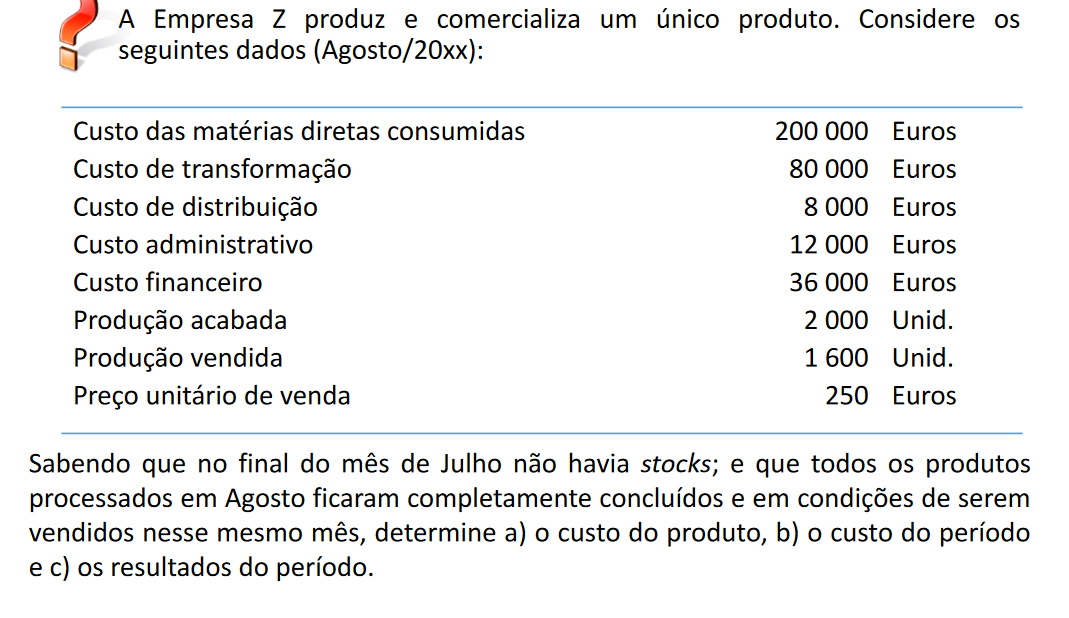 A Empresa Z produz e comercializa um único produto. Considere os
seguintes dados (Agosto/20xx):
Custo das matérias diretas consumidas 200 000 Euros
Custo de transformação 80 000 Euros
Custo de distribuição 8 000 Euros
Custo administrativo 12 000 Euros
Custo financeiro 36 000 Euros
Produção acabada 2 000 Unid.
Produção vendida 1 600 Unid.
Preço unitário de venda 250 Euros
Sabendo que no final do mês de Julho não havia stocks; e que todos os produtos
processados em Agosto ficaram completamente concluídos e em condições de serem
vendidos nesse mesmo mês, determine a) o custo do produto, b) o custo do período
e c) os resultados do período.